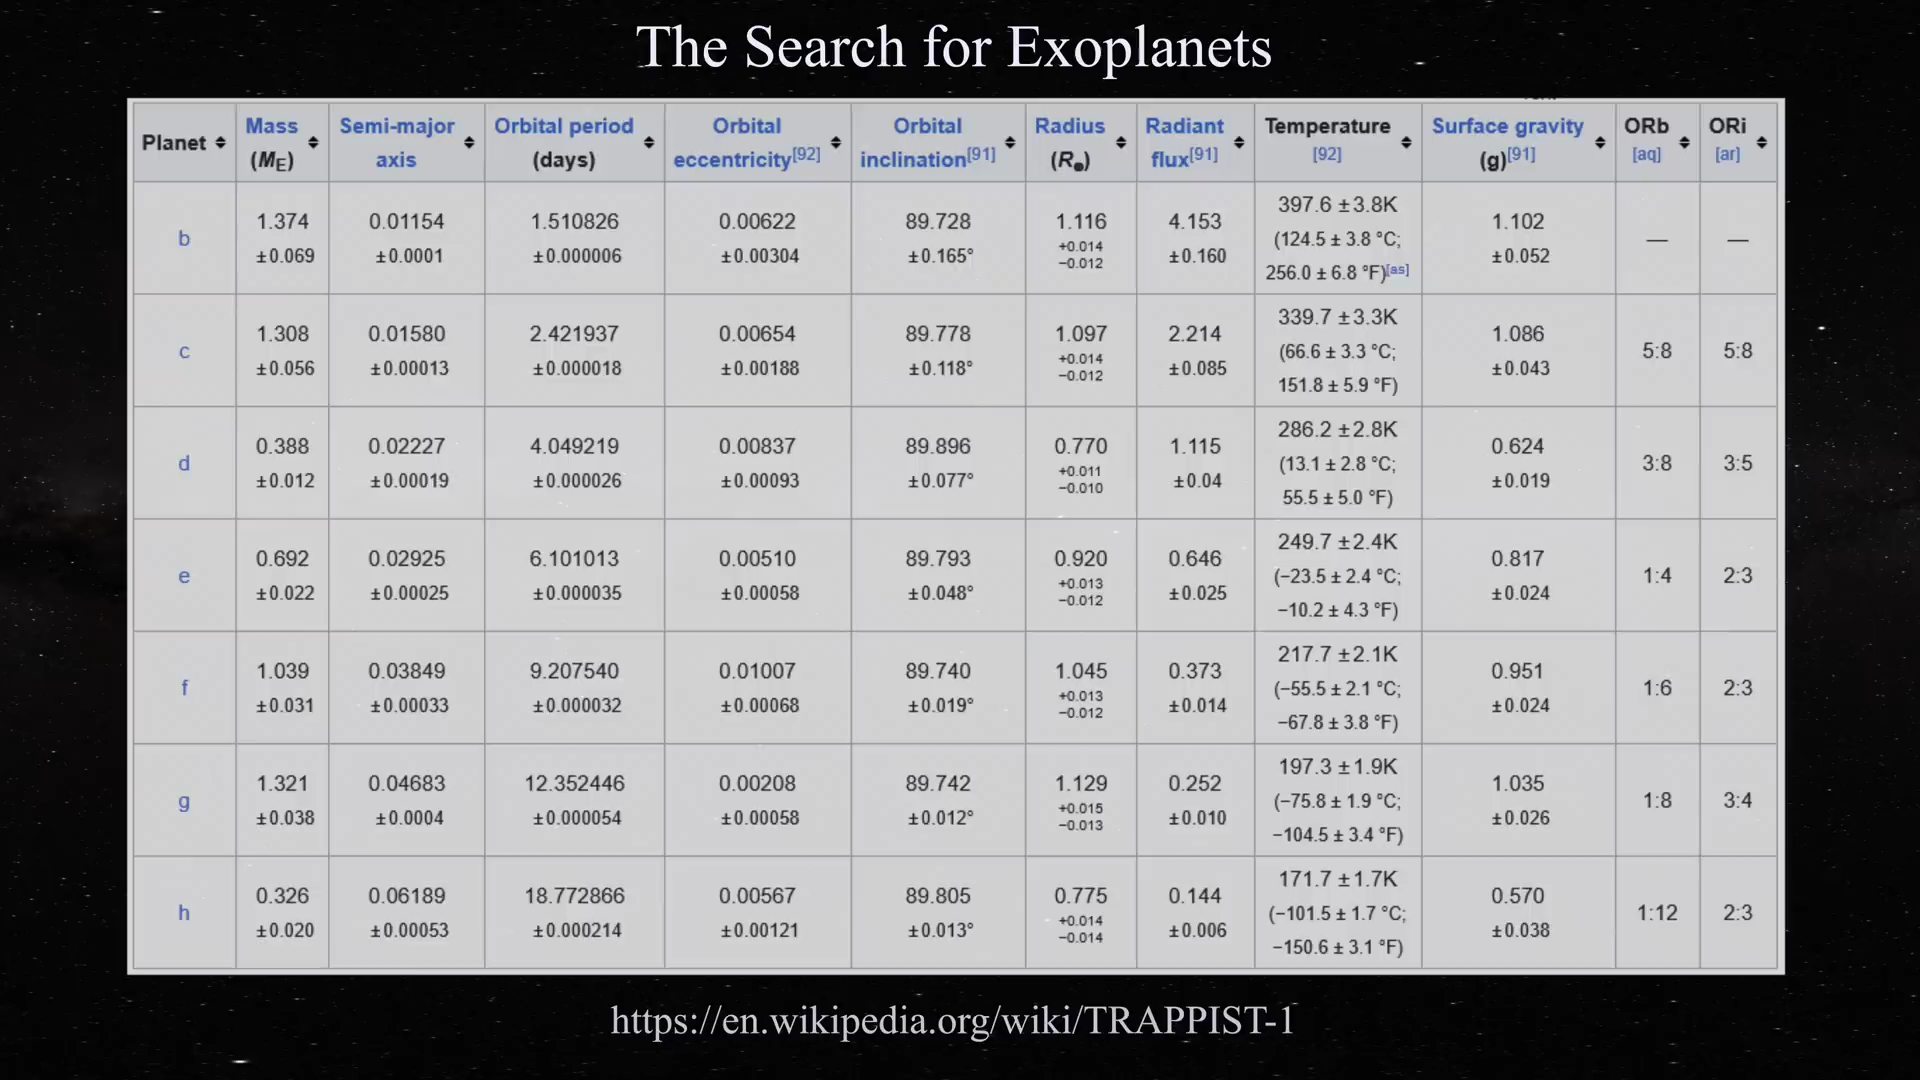 The Search for Exoplanets
Planet Mass (ME) Semi-major axis Orbital period (days) Orbital eccentricity[92] Orbital inclination[91] Radius (R⊕) Radiant flux[91] Temperature [92] Surface gravity (g)[91] ORb [aq] ORi [ar]
b 1.374 ±0.069 0.01154 ±0.0001 1.510826 ±0.000006 0.00622 ±0.00304 89.728 ±0.165° 1.116 +0.014 −0.012 4.153 ±0.160 397.6 ±3.8K (124.5 ± 3.8 °C; 256.0 ± 6.8 °F)[as] 1.102 ±0.052 — —
c 1.308 ±0.056 0.01580 ±0.00013 2.421937 ±0.000018 0.00654 ±0.00188 89.778 ±0.118° 1.097 +0.014 −0.012 2.214 ±0.085 339.7 ±3.3K (66.6 ± 3.3 °C; 151.8 ± 5.9 °F) 1.086 ±0.043 5:8 5:8
d 0.388 ±0.012 0.02227 ±0.00019 4.049219 ±0.000026 0.00837 ±0.00093 89.896 ±0.077° 0.770 +0.011 −0.010 1.115 ±0.04 286.2 ±2.8K (13.1 ± 2.8 °C; 55.5 ± 5.0 °F) 0.624 ±0.019 3:8 3:5
e 0.692 ±0.022 0.02925 ±0.00025 6.101013 ±0.000035 0.00510 ±0.00058 89.793 ±0.048° 0.920 +0.013 −0.012 0.646 ±0.025 249.7 ±2.4K (−23.5 ± 2.4 °C; −10.2 ± 4.3 °F) 0.817 ±0.024 1:4 2:3
f 1.039 ±0.031 0.03849 ±0.00033 9.207540 ±0.000032 0.01007 ±0.00068 89.740 ±0.019° 1.045 +0.013 −0.012 0.373 ±0.014 217.7 ±2.1K (−55.5 ± 2.1 °C; −67.8 ± 3.8 °F) 0.951 ±0.024 1:6 2:3
g 1.321 ±0.038 0.04683 ±0.0004 12.352446 ±0.000054 0.00208 ±0.00058 89.742 ±0.012° 1.129 +0.015 −0.013 0.252 ±0.010 197.3 ±1.9K (−75.8 ± 1.9 °C; −104.5 ± 3.4 °F) 1.035 ±0.026 1:8 3:4
h 0.326 ±0.020 0.06189 ±0.00053 18.772866 ±0.000214 0.00567 ±0.00121 89.805 ±0.013° 0.775 +0.014 −0.014 0.144 ±0.006 171.7 ±1.7K (−101.5 ± 1.7 °C; −150.6 ± 3.1 °F) 0.570 ±0.038 1:12 2:3
https://en.wikipedia.org/wiki/TRAPPIST-1